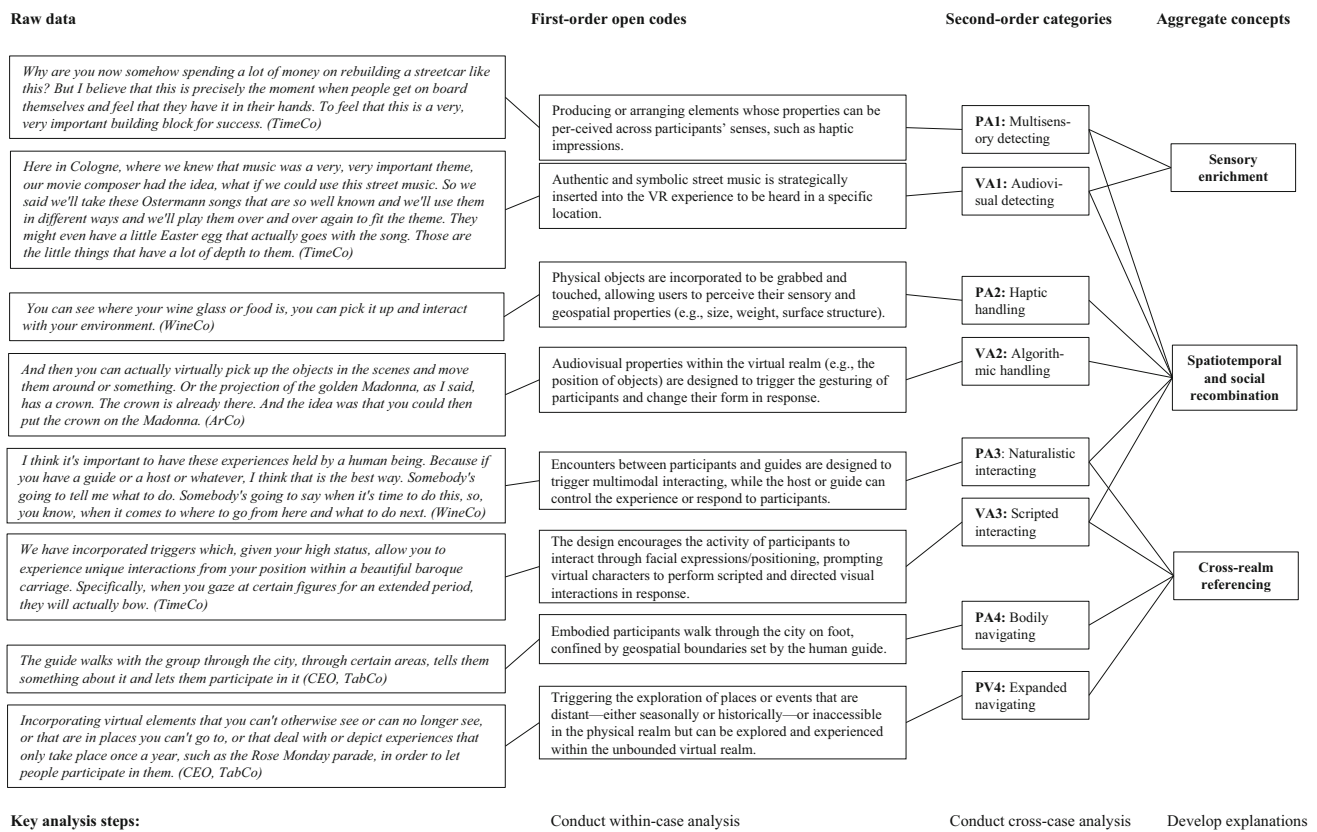 Raw data
First-order open codes
Second-order categories
Aggregate concepts
Why are you now somehow spending a lot of money on rebuilding a streetcar like
this? But I believe that this is precisely the moment when people get on board
themselves and feel that they have it in their hands. To feel that this is a very,
very important building block for success. (TimeCo)
Here in Cologne, where we knew that music was a very, very important theme,
our movie composer had the idea, what if we could use this street music. So we
said we'll take these Ostermann songs that are so well known and we'll use them
in different ways and we'll play them over and over again to fit the theme. They
might even have a little Easter egg that actually goes with the song. Those are
the little things that have a lot of depth to them. (TimeCo)
You can see where your wine glass or food is, you can pick it up and interact
with your environment. (WineCo)
And then you can actually virtually pick up the objects in the scenes and move
them around or something. Or the projection of the golden Madonna, as I said,
has a crown. The crown is already there. And the idea was that you could then
put the crown on the Madonna. (ArCo)
I think it's important to have these experiences held by a human being. Because if
you have a guide or a host or whatever, I think that is the best way. Somebody's
going to tell me what to do. Somebody's going to say when it's time to do this, so,
you know, when it comes to where to go from here and what to do next. (WineCo)
We have incorporated triggers which, given your high status, allow you to
experience unique interactions from your position within a beautiful baroque
carriage. Specifically, when you gaze at certain figures for an extended period,
they will actually bow. (TimeCo)
The guide walks with the group through the city, through certain areas, tells them
something about it and lets them participate in it (CEO, TabCo)
Incorporating virtual elements that you can't otherwise see or can no longer see,
or that are in places you can't go to, or that deal with or depict experiences that
only take place once a year, such as the Rose Monday parade, in order to let
people participate in them. (CEO, TabCo)
Producing or arranging elements whose properties can be
per-ceived across participants' senses, such as haptic
impressions.
Authentic and symbolic street music is strategically
inserted into the VR experience to be heard in a specific
location.
Physical objects are incorporated to be grabbed and
touched, allowing users to perceive their sensory and
geospatial properties (e.g., size, weight, surface structure).
Audiovisual properties within the virtual realm (e.g., the
position of objects) are designed to trigger the gesturing of
participants and change their form in response.
Encounters between participants and guides are designed to
trigger multimodal interacting, while the host or guide can
control the experience or respond to participants.
The design encourages the activity of participants to
interact through facial expressions/positioning, prompting
virtual characters to perform scripted and directed visual
interactions in response.
Embodied participants walk through the city on foot,
confined by geospatial boundaries set by the human guide.
Triggering the exploration of places or events that are
distant—either seasonally or historically—or inaccessible
in the physical realm but can be explored and experienced
within the unbounded virtual realm.
PA1: Multisens-
ory detecting
VA1: Audiovi-
sual detecting
PA2: Haptic
handling
VA2: Algorith-
mic handling
PA3: Naturalistic
interacting
VA3: Scripted
interacting
PA4: Bodily
navigating
PV4: Expanded
navigating
Sensory
enrichment
Spatiotemporal
and social
recombination
Cross-realm
referencing
Key analysis steps:
Conduct within-case analysis
Conduct cross-case analysis
Develop explanations